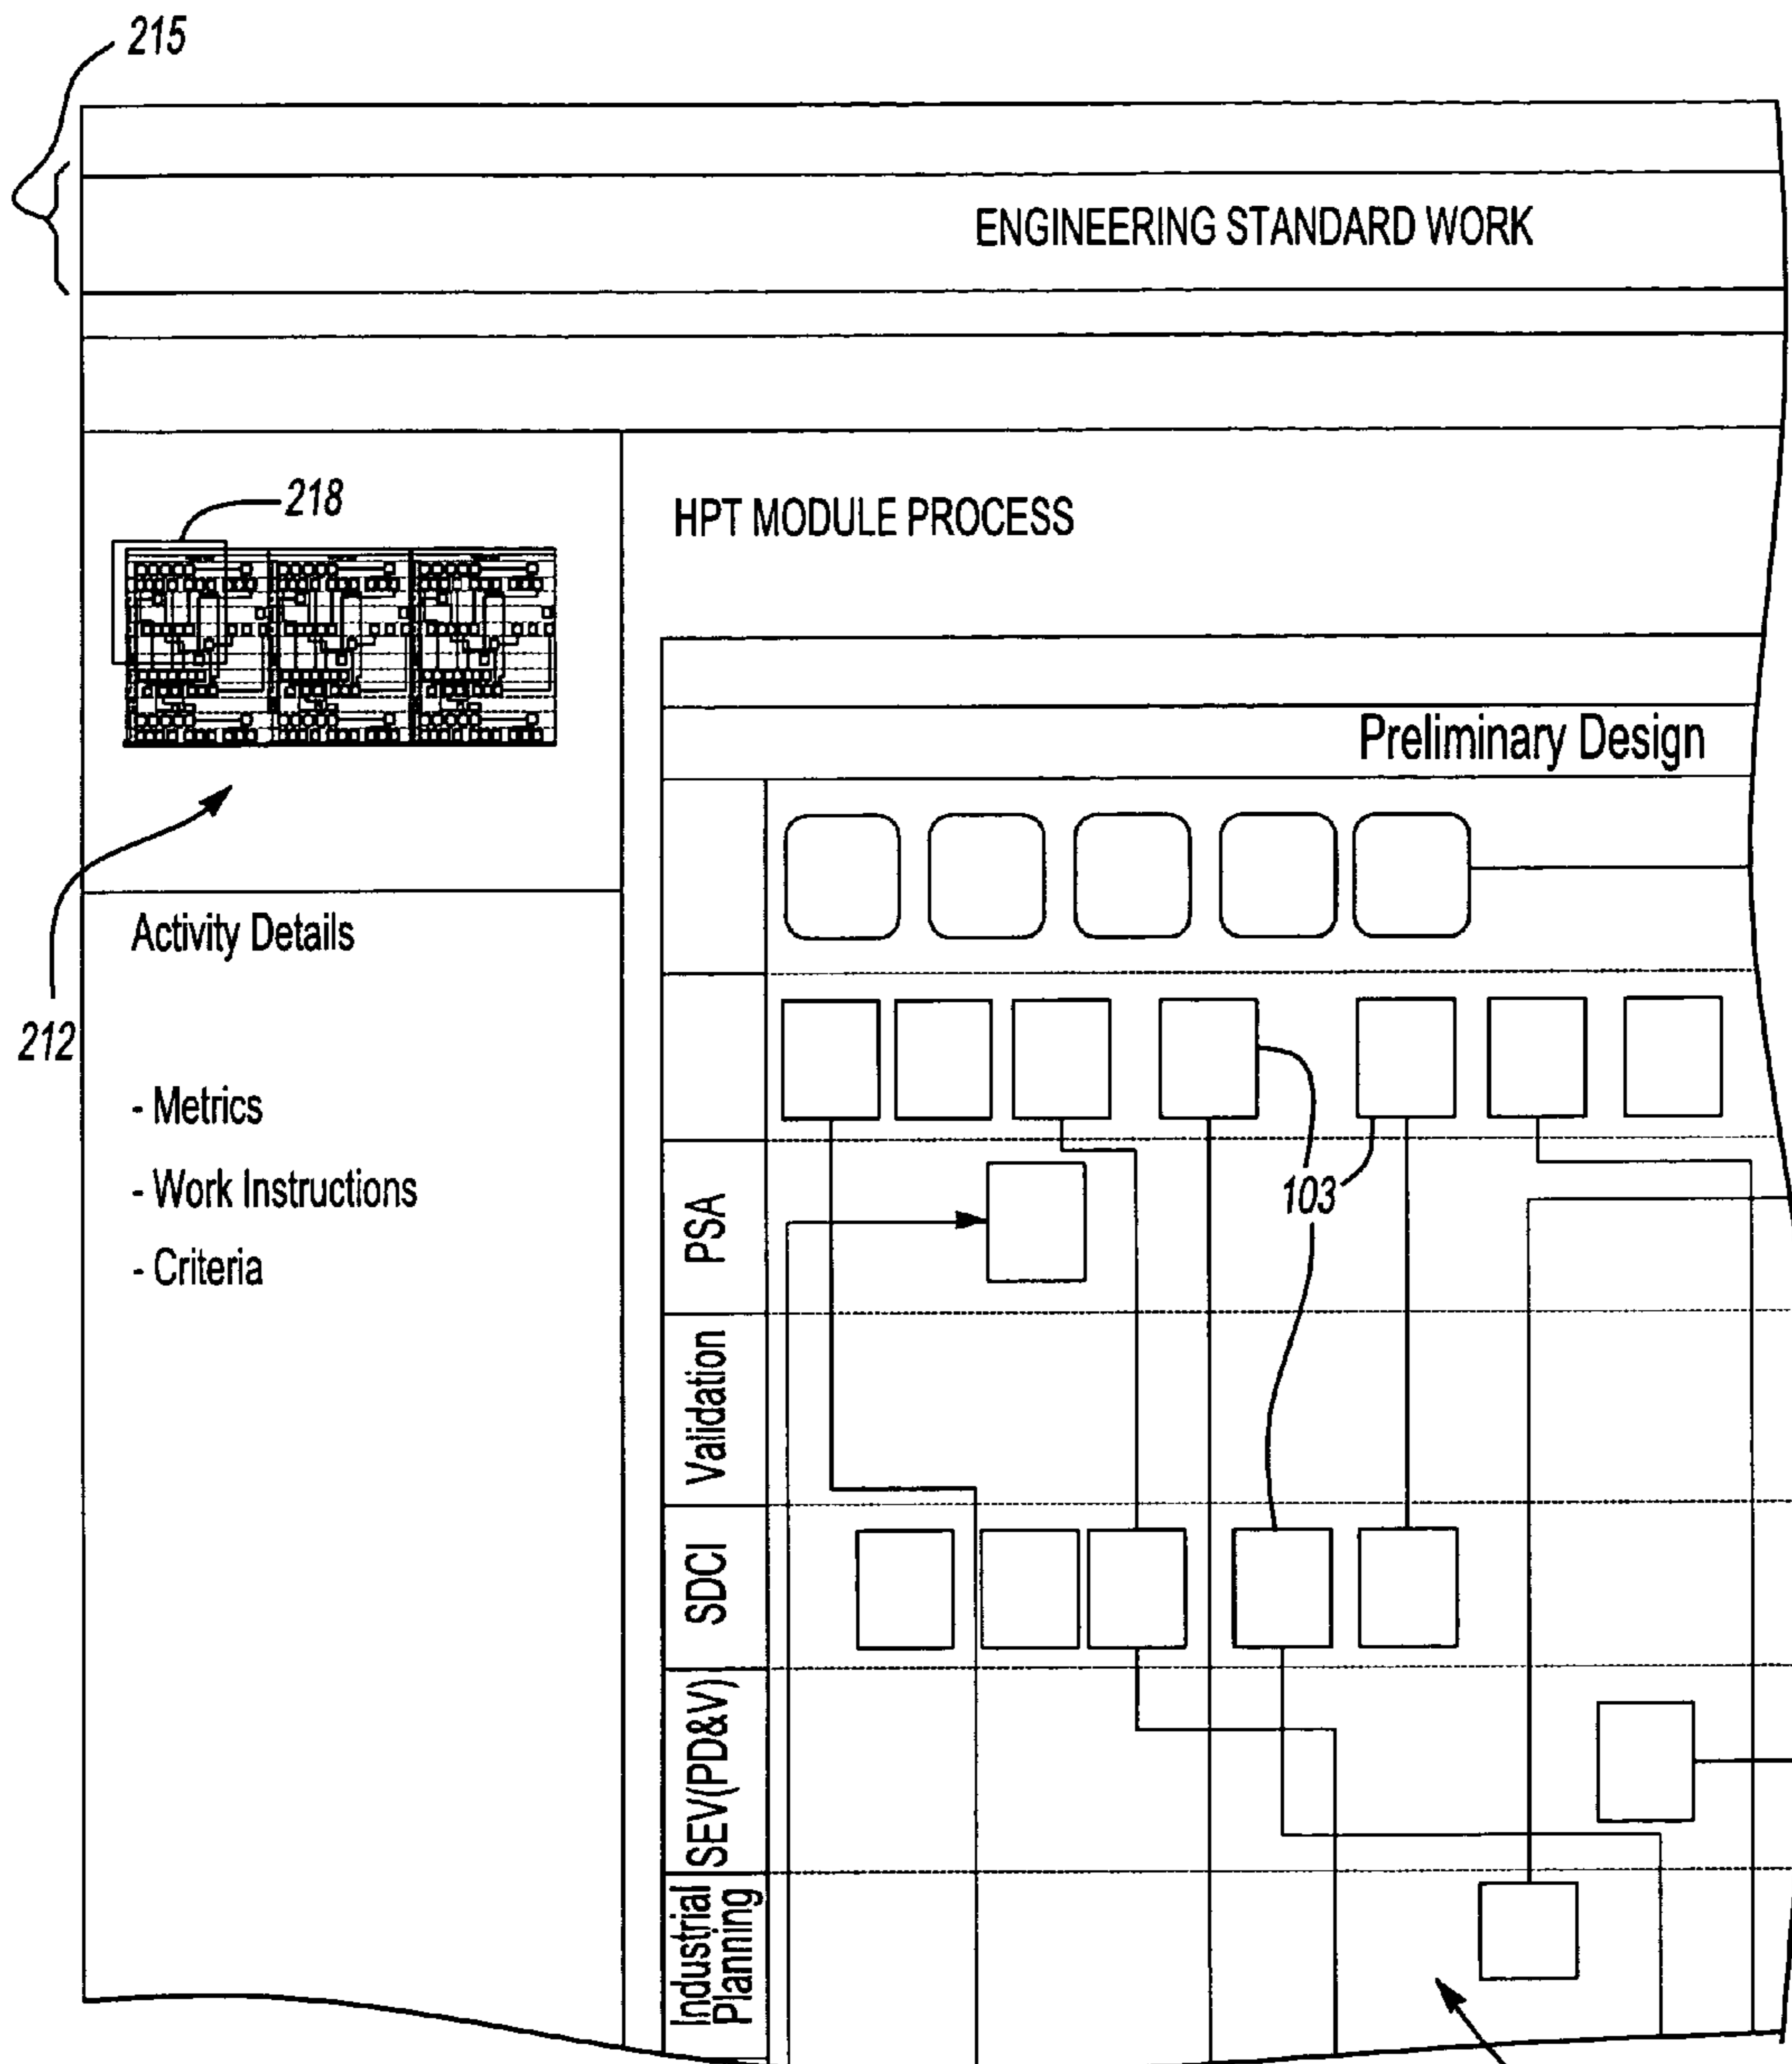 215
ENGINEERING STANDARD WORK
218
HPT MODULE PROCESS
Preliminary Design
212
Activity Details
- Metrics
- Work Instructions
- Criteria
103
PSA
Validation
SDCI
SEV(PD&V)
Industrial
Planning